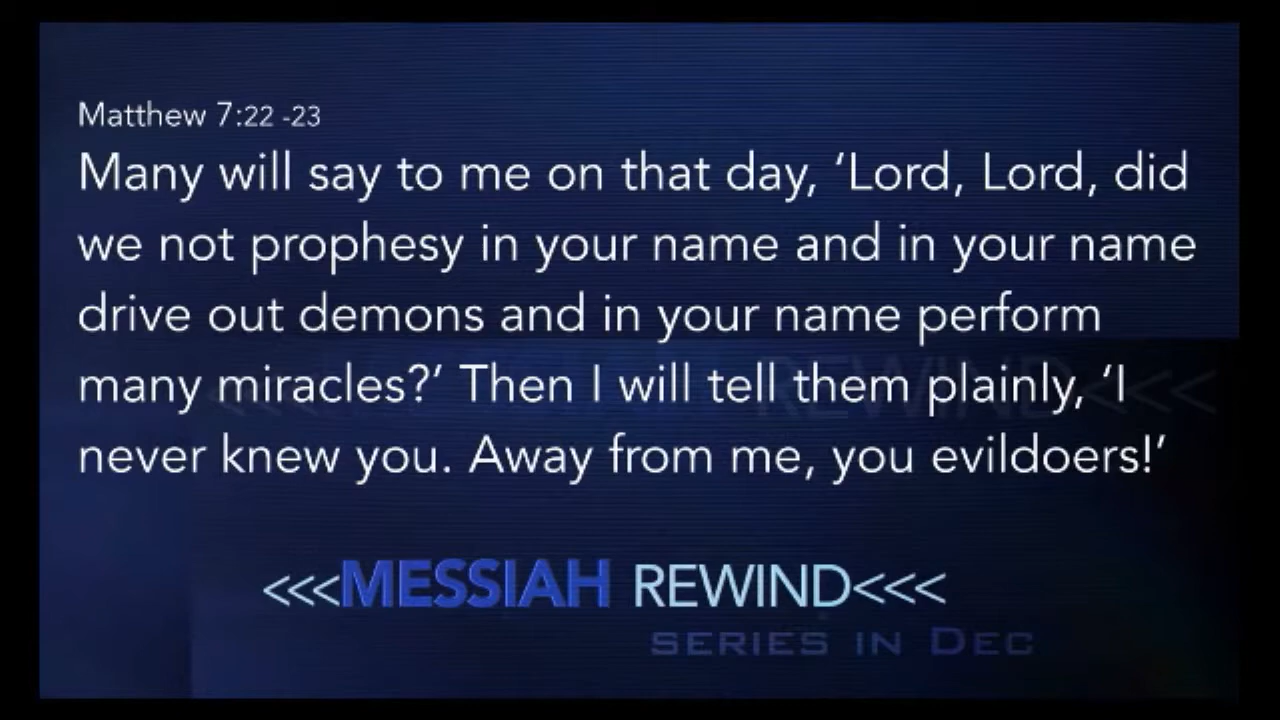 Matthew 7:22 -23
Many will say to me on that day, ‘Lord, Lord, did
we not prophesy in your name and in your name
drive out demons and in your name perform
many miracles?’ Then I will tell them plainly, ‘I
never knew you. Away from me, you evildoers!’
<<<MESSIAH REWIND<<<
SERIES IN DEC